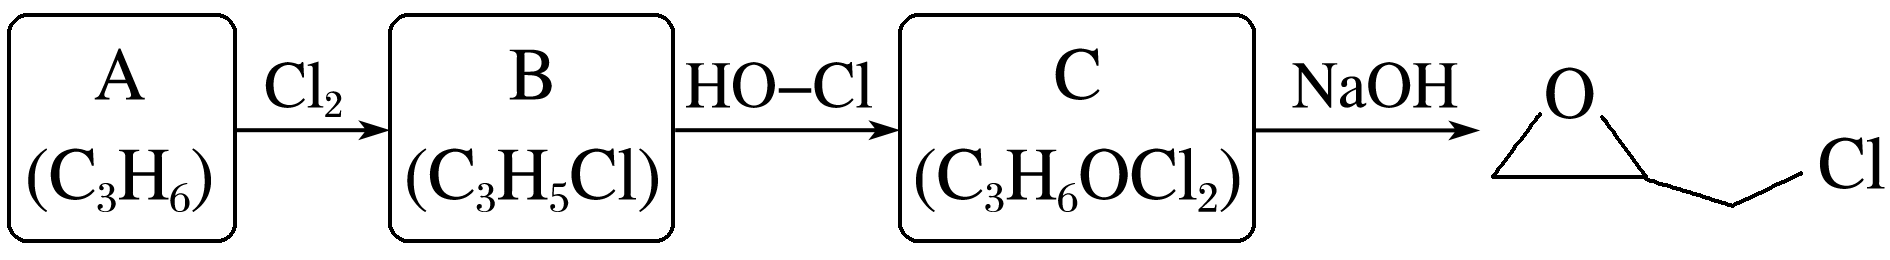 A
(C₃H₆)
Cl₂
B
(C₃H₅Cl)
HO–Cl
C
(C₃H₆OCl₂)
NaOH
O
Cl